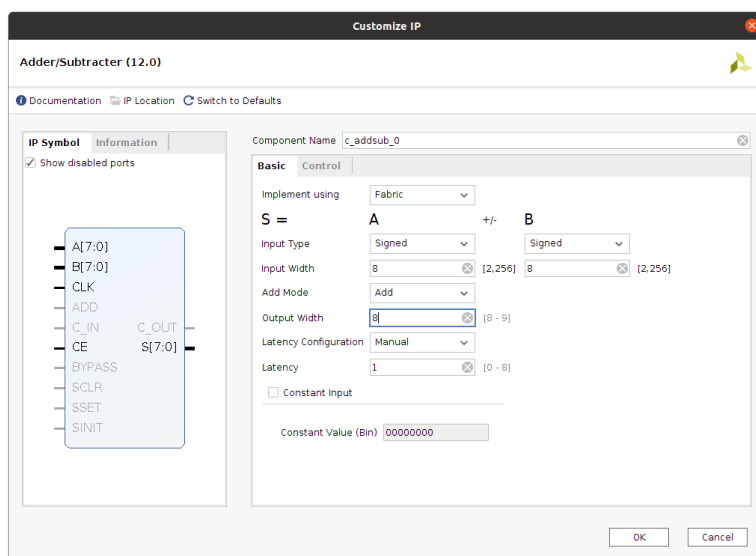 Customize IP
Adder/Subtracter (12.0)
Documentation IP Location Switch to Defaults
IP Symbol Information
Show disabled ports
A[7:0]
B[7:0]
CLK
ADD
C_IN C_OUT
CE S[7:0]
BYPASS
SCLR
SSET
SINIT
Component Name c_addsub_0
Basic Control
Implement using Fabric
S = A +/- B
Input Type Signed Signed
Input Width 8 [2,256] 8 [2,256]
Add Mode Add
Output Width 8 [8 - 9]
Latency Configuration Manual
Latency 1 [0 - 8]
Constant Input
Constant Value (Bin) 00000000
OK Cancel